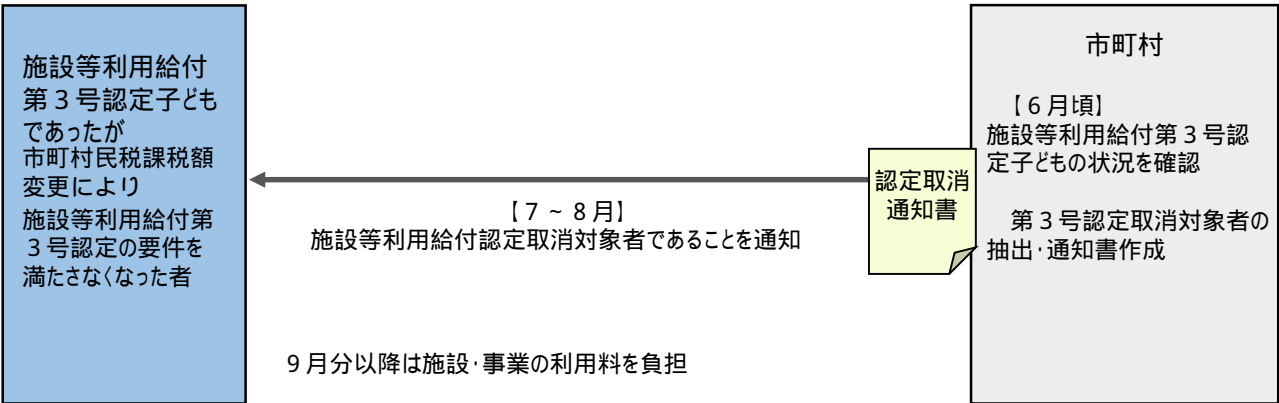 施設等利用給付
第３号認定子ども
であったが
市町村民税課税額
変更により
施設等利用給付第
３号認定の要件を
満たさなくなった者
【７～８月】
施設等利用給付認定取消対象者であることを通知
９月分以降は施設･事業の利用料を負担
認定取消
通知書
市町村
【６月頃】
施設等利用給付第３号認
定子どもの状況を確認
第３号認定取消対象者の
抽出･通知書作成